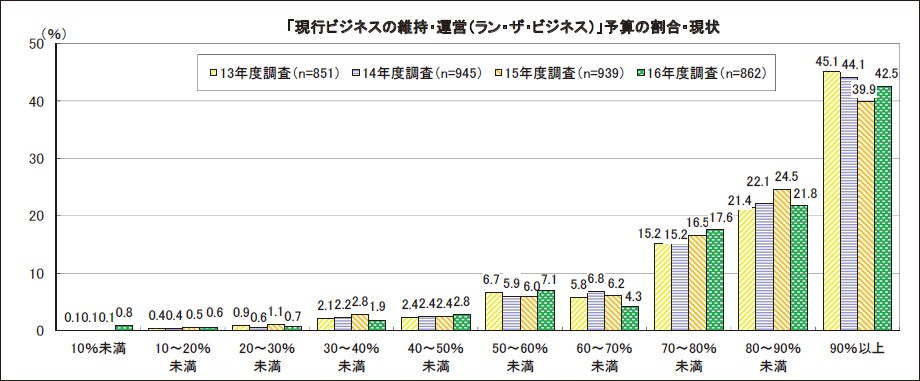 「現行ビジネスの維持・運営（ラン・ザ・ビジネス）」予算の割合・現状
（%）
13年度調査（n=851） 14年度調査（n=945） 15年度調査（n=939） 16年度調査（n=862）
50
40
30
20
10
0
0.1 0.1 0.1 0.8
0.4 0.4 0.5 0.6
0.9 0.6 1.1 0.7
2.1 2.2 2.8 1.9
2.4 2.4 2.4 2.8
6.7 5.9 6.0 7.1
5.8 6.8 6.2 4.3
15.2 15.2 16.5 17.6
21.4 22.1 24.5 21.8
45.1 44.1 39.9 42.5
10%未満
10～20%
未満
20～30%
未満
30～40%
未満
40～50%
未満
50～60%
未満
60～70%
未満
70～80%
未満
80～90%
未満
90%以上